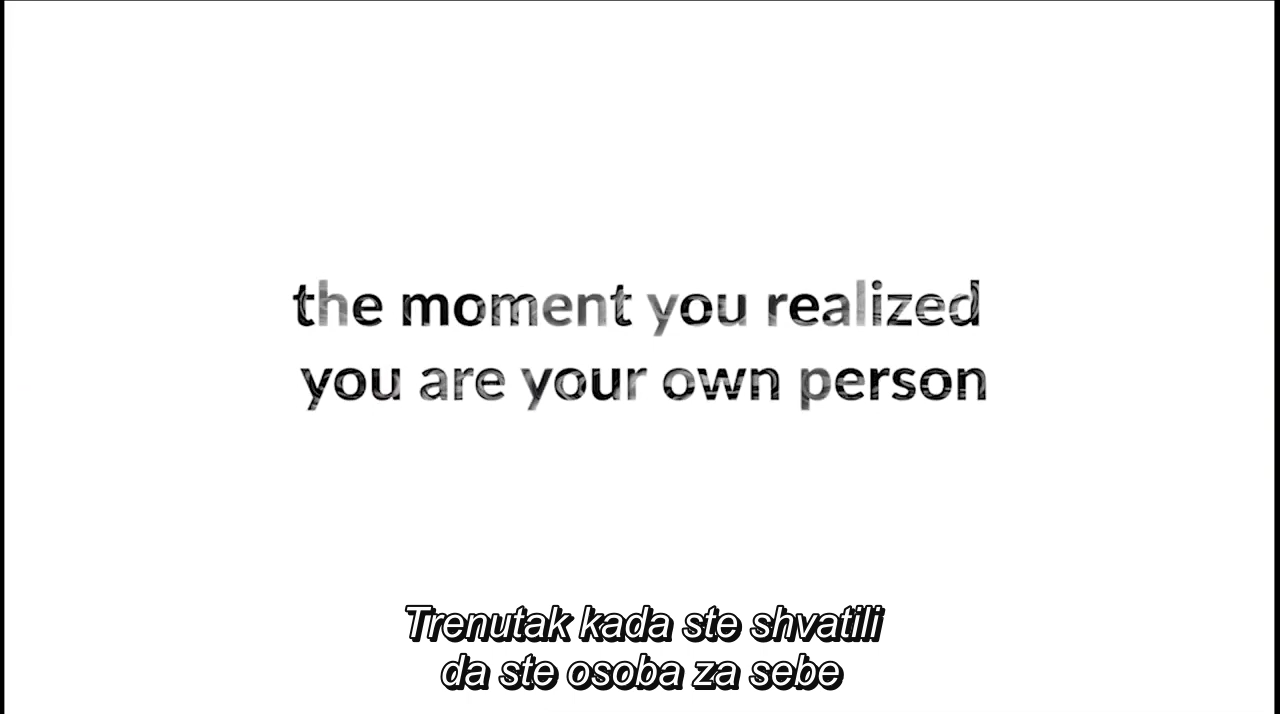 the moment you realized
you are your own person
Trenutak kada ste shvatili
da ste osoba za sebe